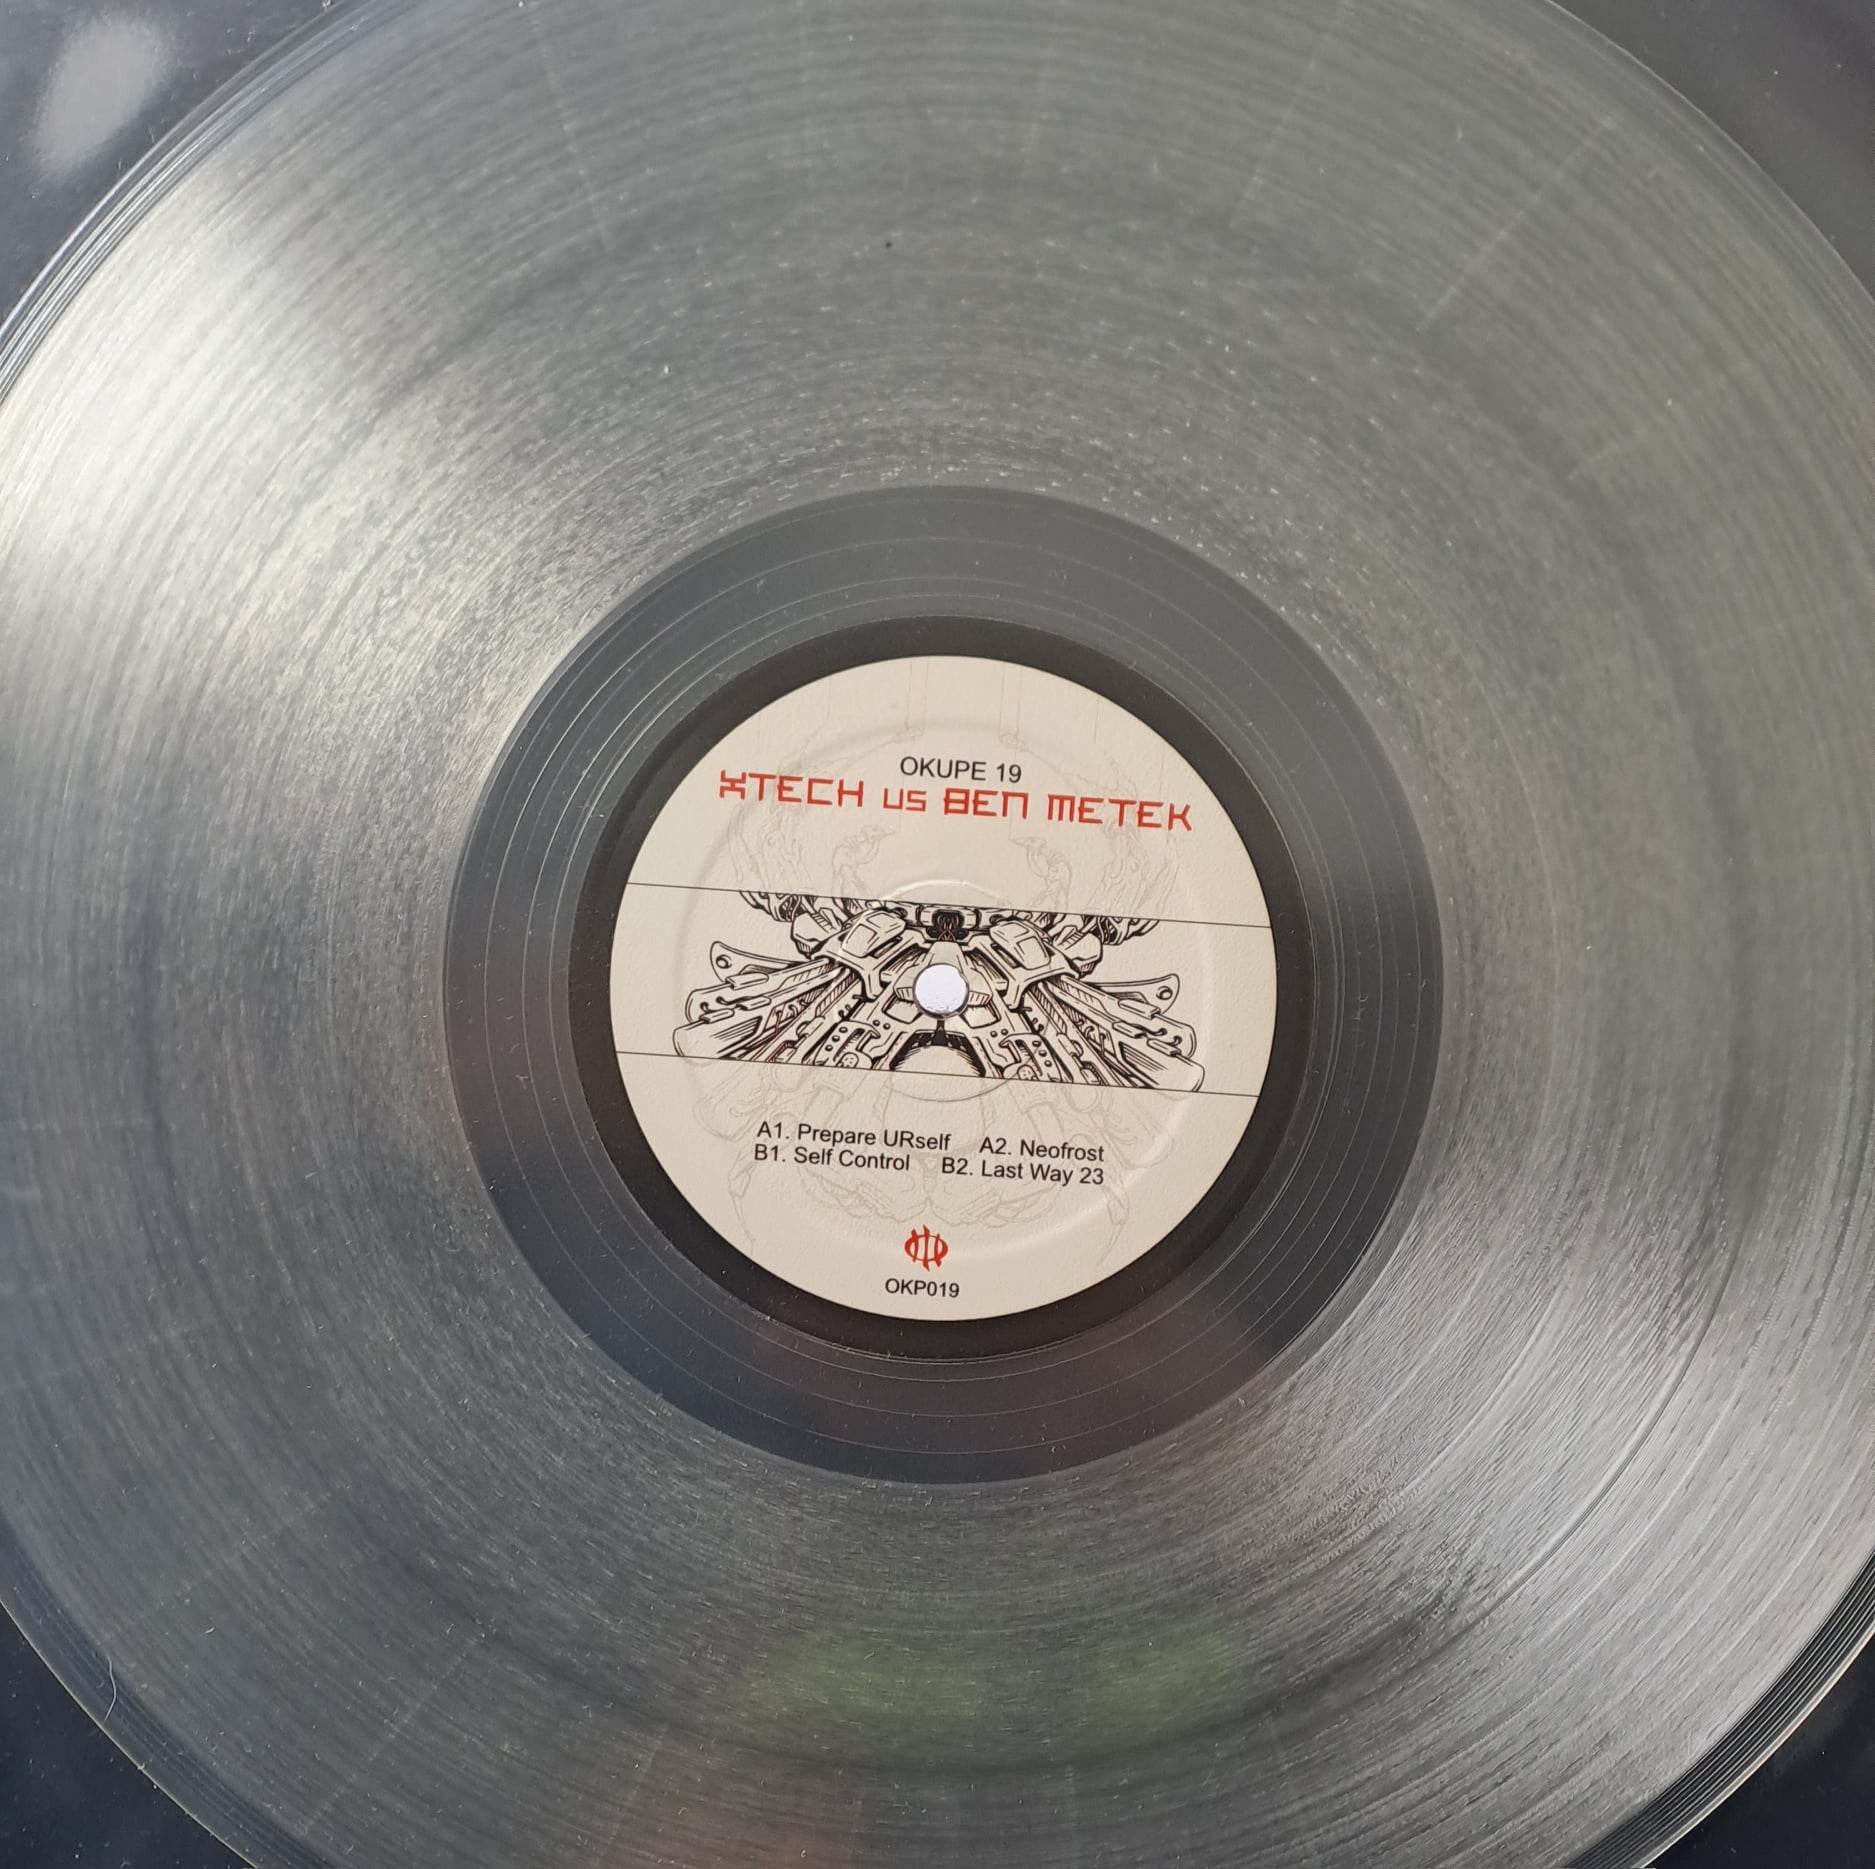 OKUPE 19
XTECH vs BEN METEK
A1. Prepare URself A2. Neofrost
B1. Self Control B2. Last Way 23
OKP019